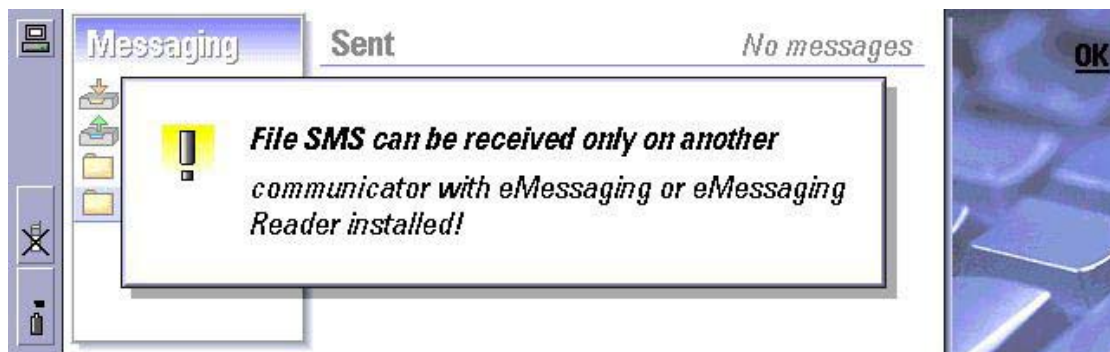 Messaging
Sent
No messages
OK
File SMS can be received only on another
communicator with eMessaging or eMessaging
Reader installed!